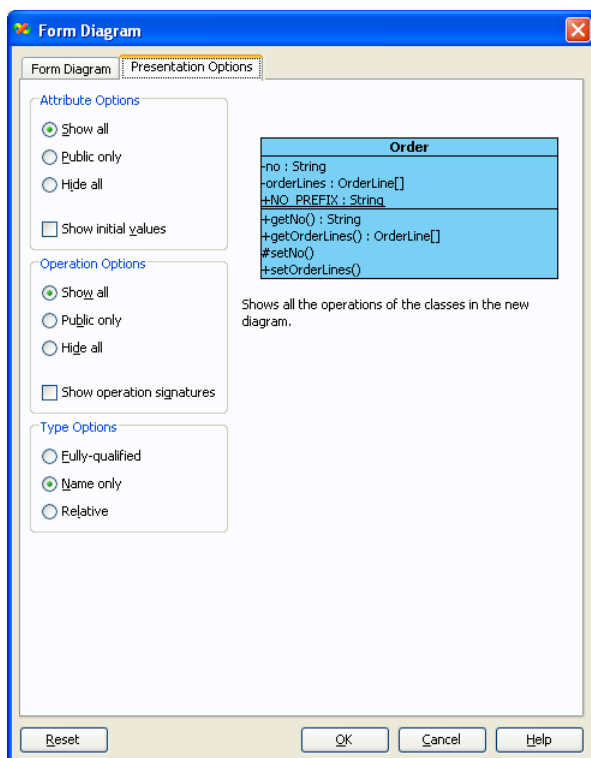 Form Diagram
Form Diagram
Presentation Options
Attribute Options
Show all
Public only
Hide all
Show initial values
Operation Options
Show all
Public only
Hide all
Show operation signatures
Type Options
Fully-qualified
Name only
Relative
Order
-no : String
-orderLines : OrderLine[]
+NO_PREFIX : String
+getNo() : String
+getOrderLines() : OrderLine[]
#setNo()
+setOrderLines()
Shows all the operations of the classes in the new
diagram.
Reset
OK
Cancel
Help